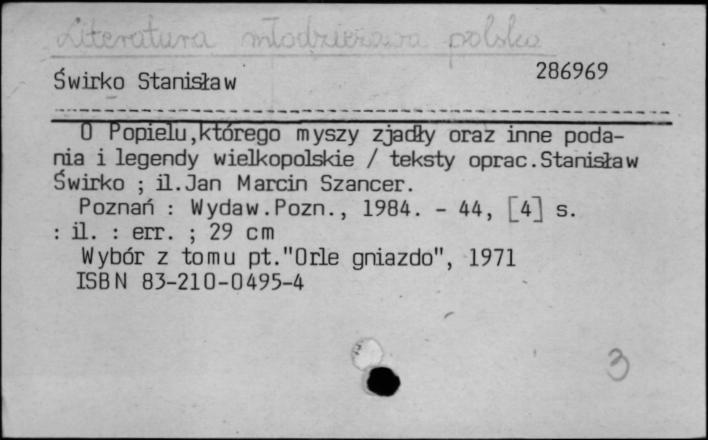 Literatura młodzieżowa polska
286969
Świrko Stanisław
O Popielu,którego myszy zjadły oraz inne poda-
nia i legendy wielkopolskie / teksty oprac.Stanisław
Świrko ; il.Jan Marcin Szancer.
Poznań : Wydaw.Pozn., 1984. - 44, [4] s.
: il. : err. ; 29 cm
Wybór z tomu pt."Orle gniazdo", 1971
ISBN 83-210-0495-4
3